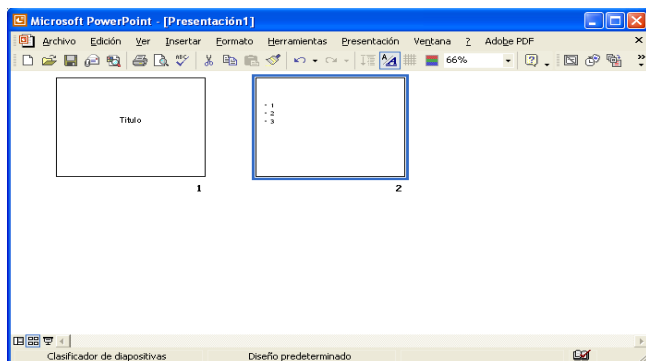 Microsoft PowerPoint - [Presentación1]
Archivo Edición Ver Insertar Formato Herramientas Presentación Ventana ? Adobe PDF
66%
Titulo
1
2
3
1 2
Clasificador de diapositivas Diseño predeterminado